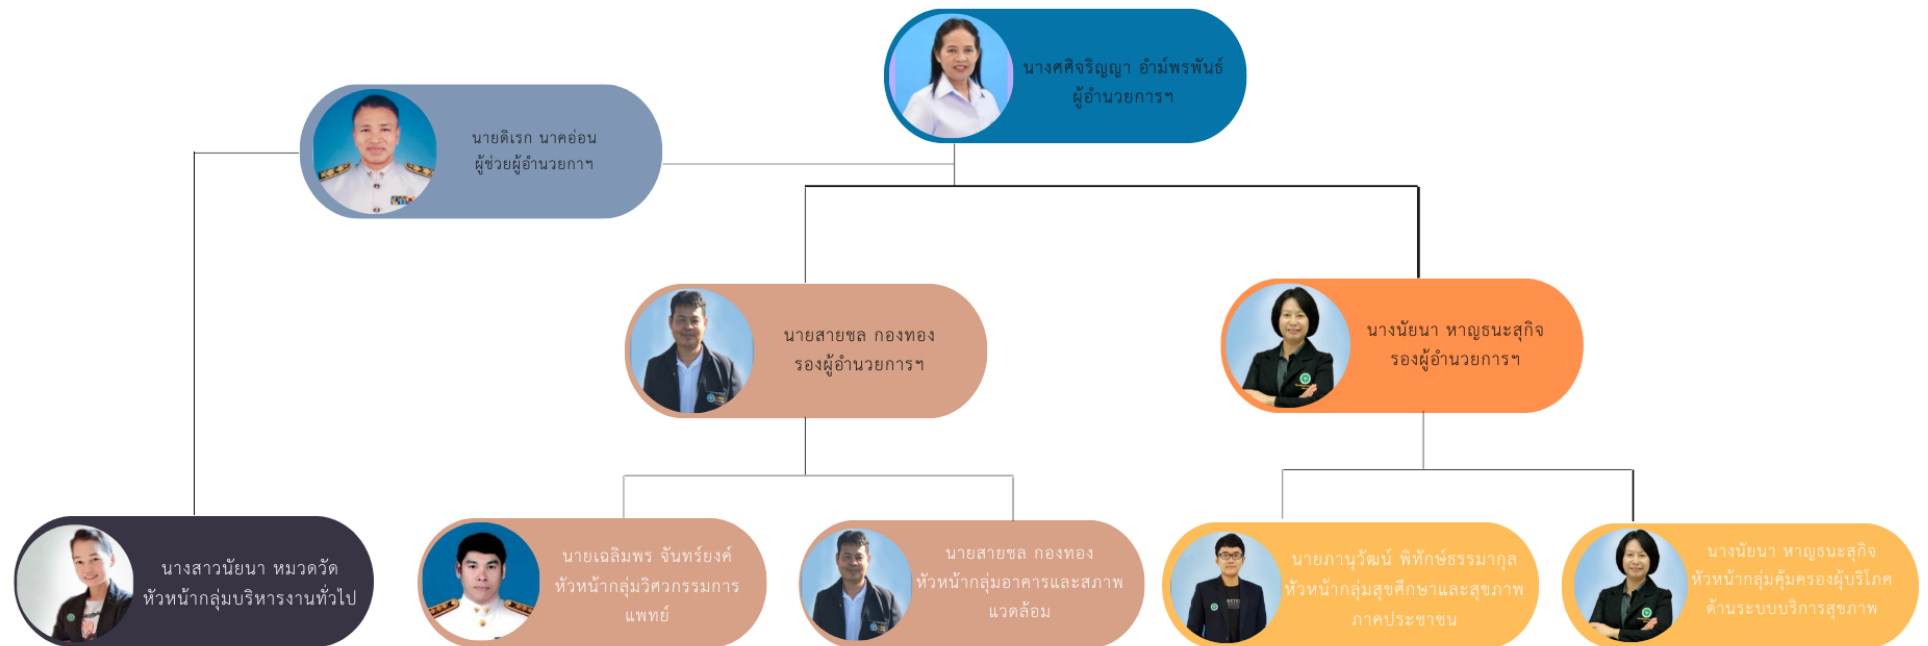 นางศศิจริญญา อำม์พรพันธ์
ผู้อำนวยการฯ
นายดิเรก นาคอ่อน
ผู้ช่วยผู้อำนวยกาฯ
นายสายชล กองทอง
รองผู้อำนวยการฯ
นางนัยนา หาญธนะสุกิจ
รองผู้อำนวยการฯ
นางสาวนัยนา หมวดวัด
หัวหน้ากลุ่มบริหารงานทั่วไป
นายเฉลิมพร จันทร์ยงค์
หัวหน้ากลุ่มวิศวกรรมการ
แพทย์
นายสายชล กองทอง
หัวหน้ากลุ่มอาคารและสภาพ
แวดล้อม
นายภานุวัฒน์ พิทักษ์ธรรมากุล
หัวหน้ากลุ่มสุขศึกษาและสุขภาพ
ภาคประชาชน
นางนัยนา หาญธนะสุกิจ
หัวหน้ากลุ่มคุ้มครองผู้บริโภค
ด้านระบบบริการสุขภาพ